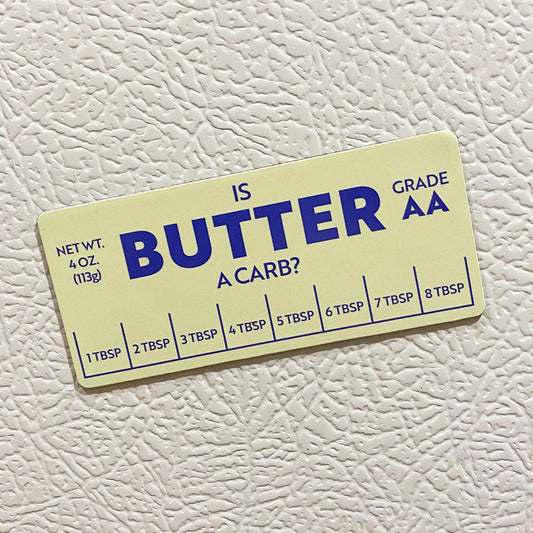 IS
BUTTER
A CARB?
NET WT.
4 OZ.
(113g)
GRADE
AA
1 TBSP
2 TBSP
3 TBSP
4 TBSP
5 TBSP
6 TBSP
7 TBSP
8 TBSP